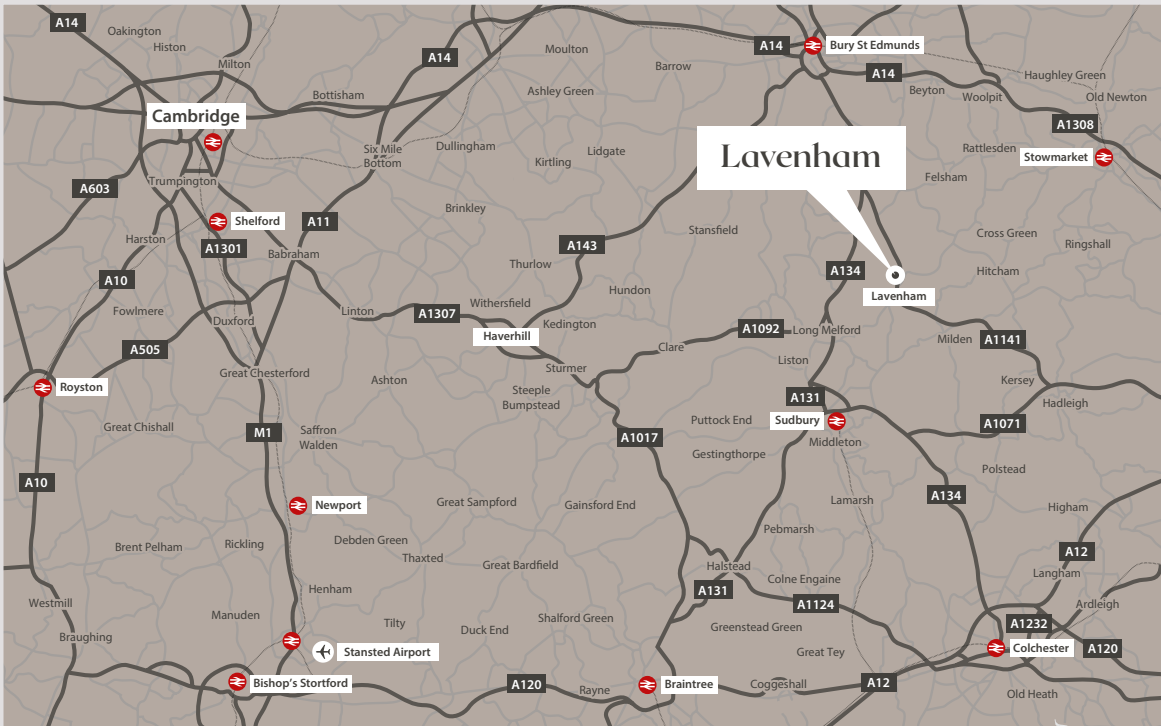 A14
Oakington
Histon
Milton
A14
Moulton
Barrow
A14
Bury St Edmunds
A14
Haughley Green
Bottisham
Ashley Green
Beyton
Woolpit
Old Newton
Cambridge
A1308
Six Mile
Bottom
Dullingham
Kirtling
Lidgate
Lavenham
Rattlesden
Stowmarket
Trumpington
A603
Felsham
Shelford
A11
Brinkley
Stansfield
Cross Green
Ringshall
Harston
A1301
Babraham
A143
Thurlow
A134
Hitcham
A10
Hundon
Lavenham
Fowlmere
Duxford
Linton
A1307
Withersfield
Kedington
Haverhill
A1092
Long Melford
Milden
A1141
A505
Clare
Liston
Royston
Great Chesterford
Ashton
Sturmer
Steeple
Bumpstead
Kersey
Hadleigh
A131
Great Chishall
M1
Saffron
Walden
A1017
Puttock End
Sudbury
Middleton
A1071
Gestingthorpe
Polstead
A10
Newport
Great Sampford
Gainsford End
Lamarsh
A134
Higham
Brent Pelham
Rickling
Debden Green
Thaxted
Great Bardfield
Pebmarsh
A12
Halstead
Langham
Westmill
Henham
Colne Engaine
A131
A1124
Ardleigh
Manuden
Tilty
Duck End
Shalford Green
Greenstead Green
A1232
Braughing
Stansted Airport
Great Tey
Colchester
A120
Bishop's Stortford
A120
Rayne
Braintree
Coggeshall
A12
Old Heath